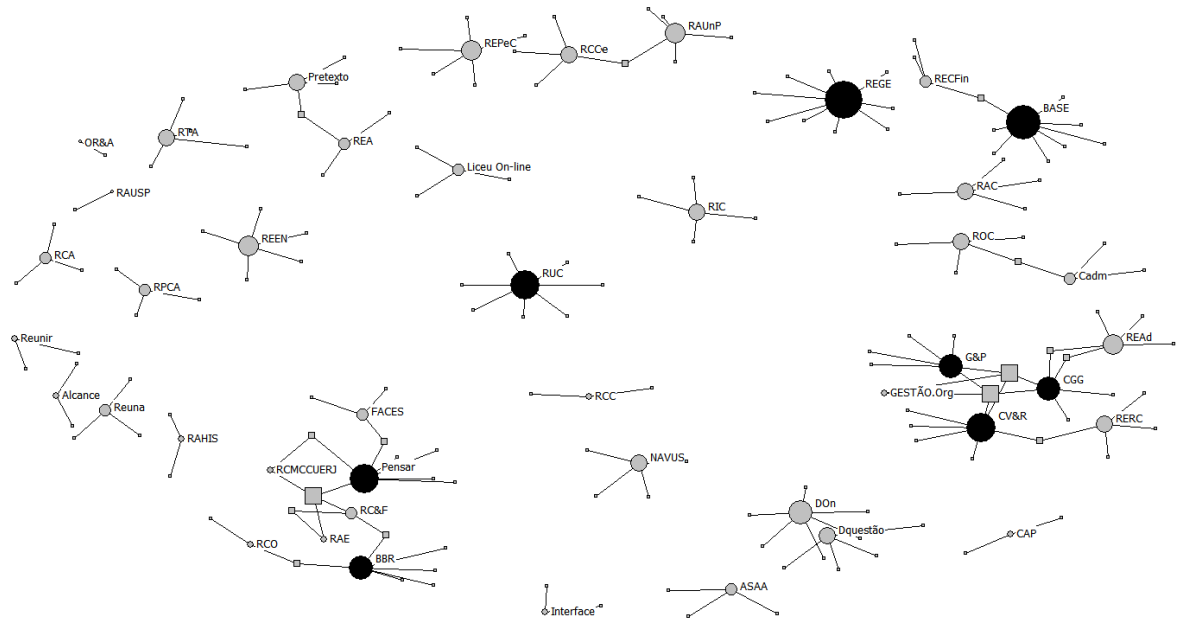 RAUnP
REPeC
RCCe
Pretexto
REGE
RECFin
BASE
RTA
OR&A
REA
Liceu On-line
RAUSP
RAC
RIC
REEN
ROC
RCA
RUC
Cadm
RPCA
Reunir
REAd
G&P
CGG
Alcance
RCC
GESTÃO.Org
Reuna
FACES
CV&R
RERC
RAHIS
NAVUS
RCMCCUERJ
Pensar
DOn
RC&F
Dquestão
RAE
CAP
RCO
BBR
ASAA
Interface